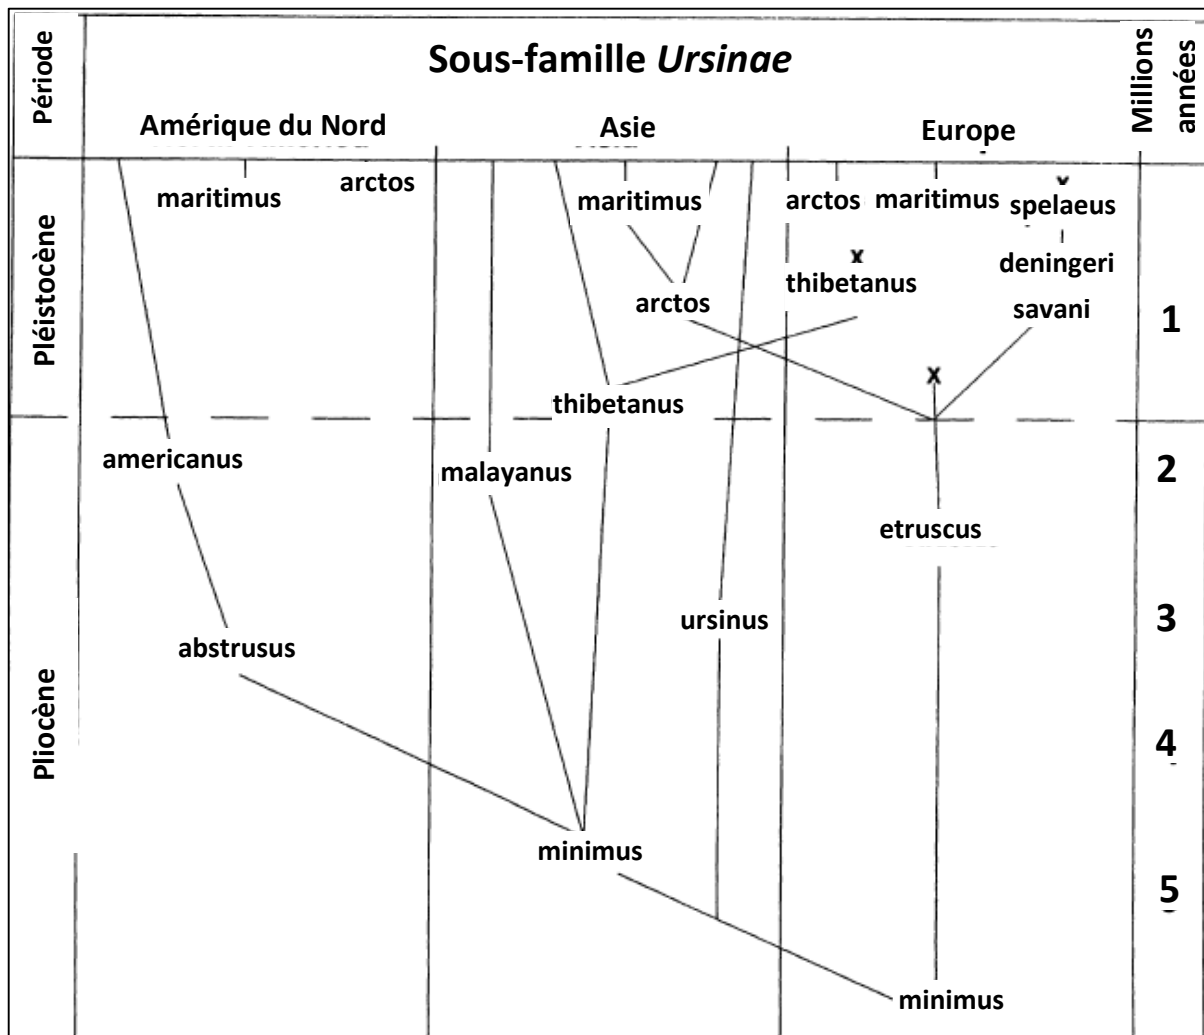 Période
Sous-famille Ursinae
Millions
années
Amérique du Nord
Asie
Europe
Pléistocène
Pliocène
maritimus
arctos
maritimus
arctos
maritimus
x
spelaeus
x
thibetanus
deningeri
arctos
savani
1
x
thibetanus
americanus
malayanus
2
etruscus
ursinus
3
abstrusus
4
minimus
5
minimus